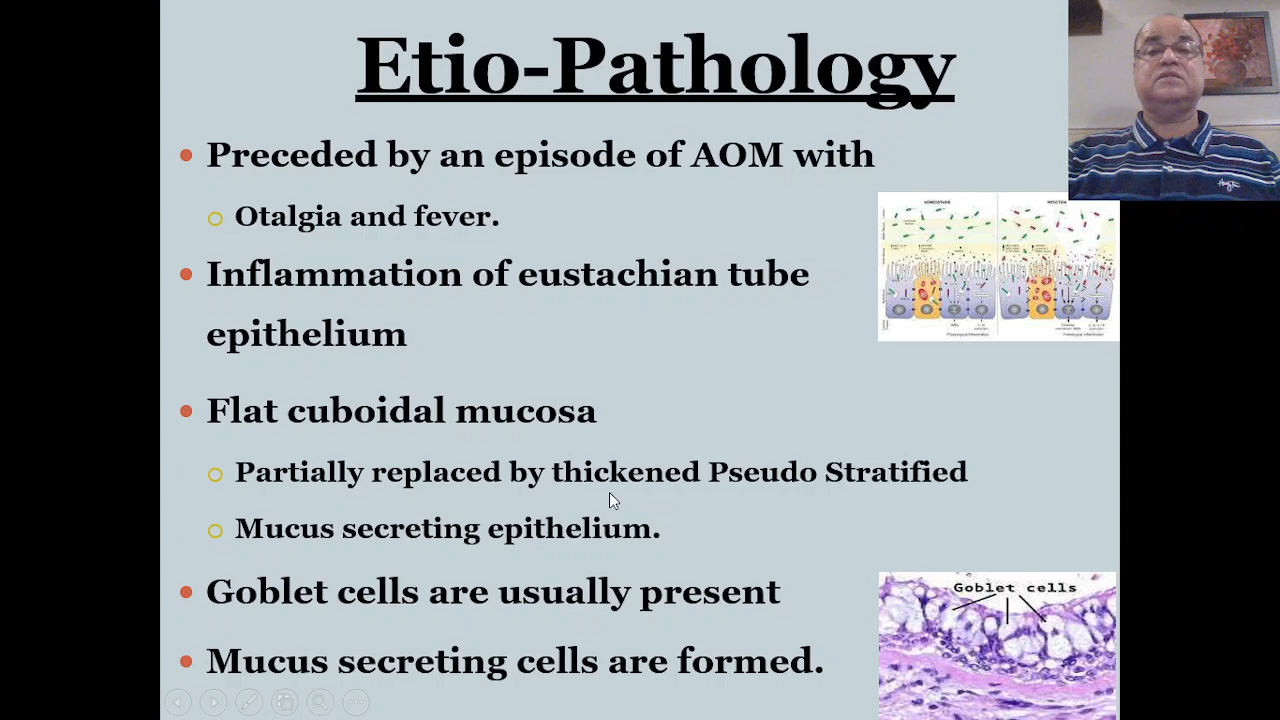 Etio-Pathology
Preceded by an episode of AOM with
Otalgia and fever.
Inflammation of eustachian tube
epithelium
Flat cuboidal mucosa
Partially replaced by thickened Pseudo Stratified
Mucus secreting epithelium.
Goblet cells are usually present
Goblet cells
Mucus secreting cells are formed.